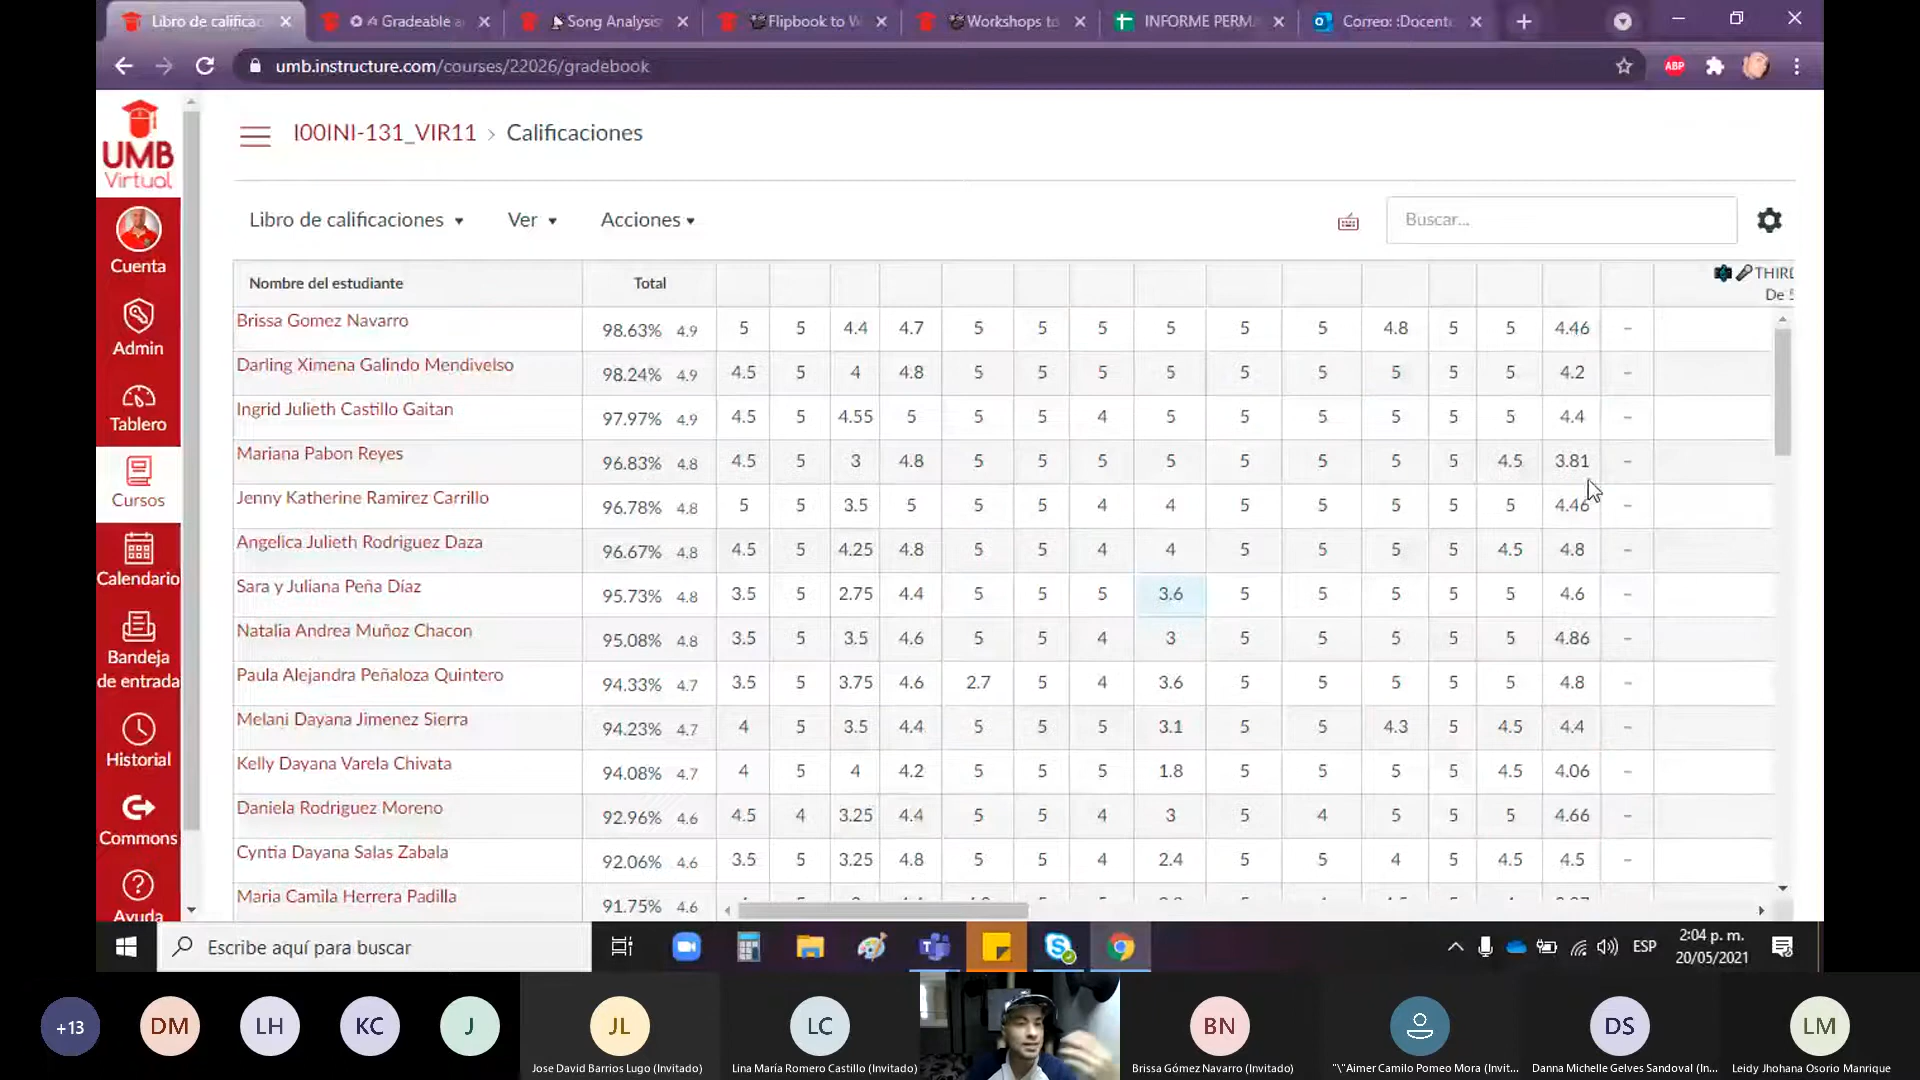 Libro de califica
Gradeable a
Song Analysis
Flipbook to W
Workshops to
INFORME PERMA
Correo: :Docent
umb.instructure.com/courses/22026/gradebook
ABP
UMB
Virtual
I00INI-131_VIR11 > Calificaciones
Libro de calificaciones
Ver
Acciones
Buscar...
Cuenta
Admin
Tablero
Cursos
Calendario
Bandeja
de entrada
Historial
Commons
Ayuda
Nombre del estudiante Total THIRD
De 5
Brissa Gomez Navarro 98.63% 4.9 5 5 4.4 4.7 5 5 5 5 5 5 4.8 5 5 4.46 –
Darling Ximena Galindo Mendivelso 98.24% 4.9 4.5 5 4 4.8 5 5 5 5 5 5 5 5 5 4.2 –
Ingrid Julieth Castillo Gaitan 97.97% 4.9 4.5 5 4.55 5 5 5 4 5 5 5 5 5 5 4.4 –
Mariana Pabon Reyes 96.83% 4.8 4.5 5 3 4.8 5 5 5 5 5 5 5 5 4.5 3.81 –
Jenny Katherine Ramirez Carrillo 96.78% 4.8 5 5 3.5 5 5 5 4 4 5 5 5 5 5 4.46 –
Angelica Julieth Rodriguez Daza 96.67% 4.8 4.5 5 4.25 4.8 5 5 4 4 5 5 5 5 4.5 4.8 –
Sara y Juliana Peña Díaz 95.73% 4.8 3.5 5 2.75 4.4 5 5 5 3.6 5 5 5 5 5 4.6 –
Natalia Andrea Muñoz Chacon 95.08% 4.8 3.5 5 3.5 4.6 5 5 4 3 5 5 5 5 5 4.86 –
Paula Alejandra Peñaloza Quintero 94.33% 4.7 3.5 5 3.75 4.6 2.7 5 4 3.6 5 5 5 5 5 4.8 –
Melani Dayana Jimenez Sierra 94.23% 4.7 4 5 3.5 4.4 5 5 5 3.1 5 5 4.3 5 4.5 4.4 –
Kelly Dayana Varela Chivata 94.08% 4.7 4 5 4 4.2 5 5 5 1.8 5 5 5 5 4.5 4.06 –
Daniela Rodriguez Moreno 92.96% 4.6 4.5 4 3.25 4.4 5 5 4 3 5 4 5 5 5 4.66 –
Cyntia Dayana Salas Zabala 92.06% 4.6 3.5 5 3.25 4.8 5 5 4 2.4 5 5 4 5 4.5 4.5 –
Maria Camila Herrera Padilla 91.75% 4.6
Escribe aquí para buscar
ESP
2:04 p. m.
20/05/2021
+13
DM
LH
KC
J
JL
LC
BN
DS
LM
Jose David Barrios Lugo (Invitado)
Lina María Romero Castillo (Invitado)
Brissa Gómez Navarro (Invitado)
"\"Aimer Camilo Pomeo Mora (Invit...
Danna Michelle Gelves Sandoval (In...
Leidy Jhohana Osorio Manrique